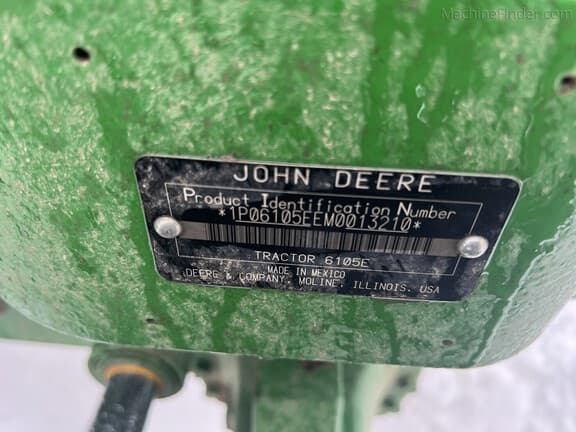 MachineFinder.com
JOHN DEERE
Product Identification Number
*1P06105EEM0013210*
TRACTOR 6105E
MADE IN MEXICO
DEERE & COMPANY, MOLINE, ILLINOIS, USA